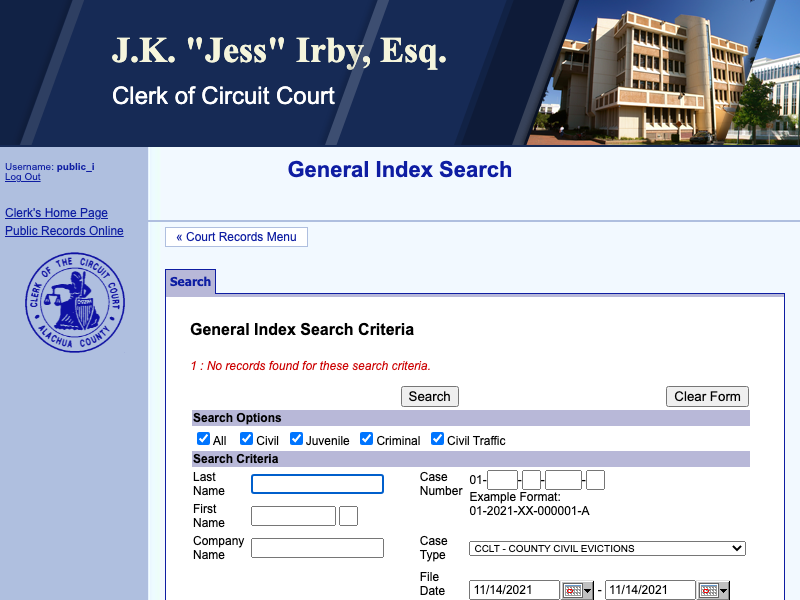 J.K. "Jess" Irby, Esq.
Clerk of Circuit Court
Username: public_i
Log Out
Clerk's Home Page
Public Records Online
CLERK OF THE CIRCUIT COURT
ALACHUA COUNTY
General Index Search
« Court Records Menu
Search
General Index Search Criteria
1 : No records found for these search criteria.
Search
Clear Form
Search Options
All Civil Juvenile Criminal Civil Traffic
Search Criteria
Last Name
Case Number
01- - - -
Example Format:
01-2021-XX-000001-A
First Name
Company Name
Case Type
CCLT - COUNTY CIVIL EVICTIONS
File Date
11/14/2021 - 11/14/2021